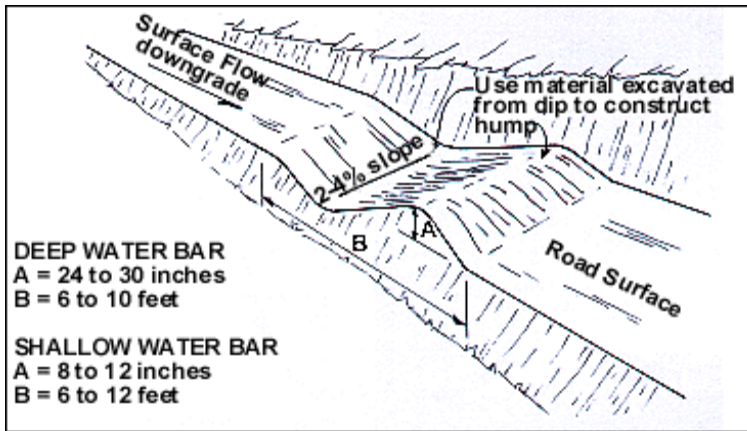 Surface Flow
downgrade
Use material excavated
from dip to construct
hump
2-4% slope
A
B
Road Surface
DEEP WATER BAR
A = 24 to 30 inches
B = 6 to 10 feet
SHALLOW WATER BAR
A = 8 to 12 inches
B = 6 to 12 feet